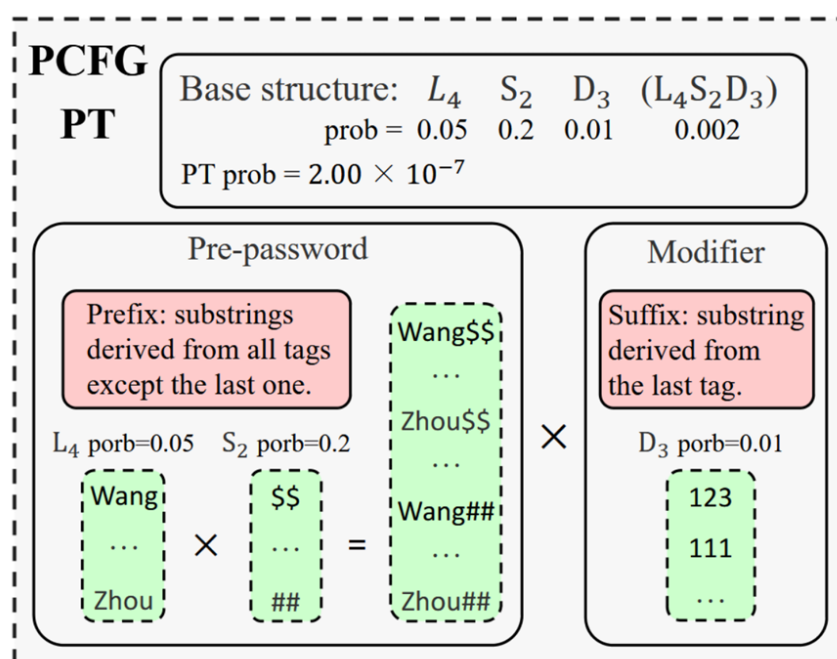 PCFG
PT
Base structure: L₄ S₂ D₃ (L₄S₂D₃)
prob = 0.05 0.2 0.01 0.002
PT prob = 2.00 × 10⁻⁷
Pre-password
Prefix: substrings
derived from all tags
except the last one.
L₄ porb=0.05 S₂ porb=0.2
Wang
...
Zhou
×
$$
...
##
=
Wang$$
...
Zhou$$
...
Wang##
...
Zhou##
×
Modifier
Suffix: substring
derived from
the last tag.
D₃ porb=0.01
123
111
...